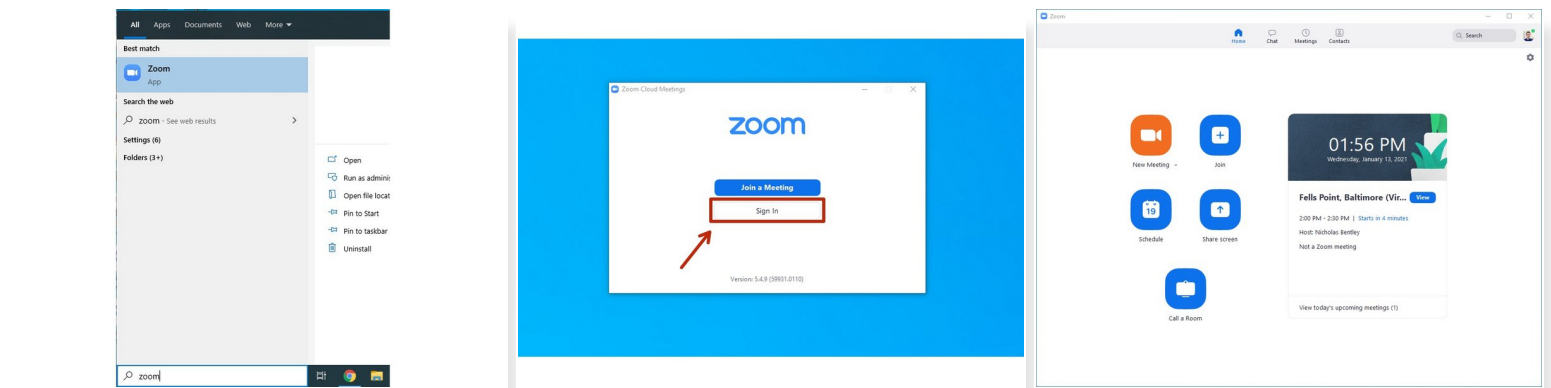 All Apps Documents Web More
Best match
Zoom
App
Search the web
zoom - See web results
Settings (6)
Folders (3+)
Open
Run as adminis
Open file locat
Pin to Start
Pin to taskbar
Uninstall
zoom
Zoom Cloud Meetings
zoom
Join a Meeting
Sign In
Version: 5.4.9 (59931.0110)
Zoom
Home Chat Meetings Contacts
Search
New Meeting Join
19
Schedule Share screen
Call a Room
01:56 PM
Wednesday, January 13, 2021
Fells Point, Baltimore (Vir... View
2:00 PM - 2:30 PM | Starts in 4 minutes
Host: Nicholas Bentley
Not a Zoom meeting
View today's upcoming meetings (1)